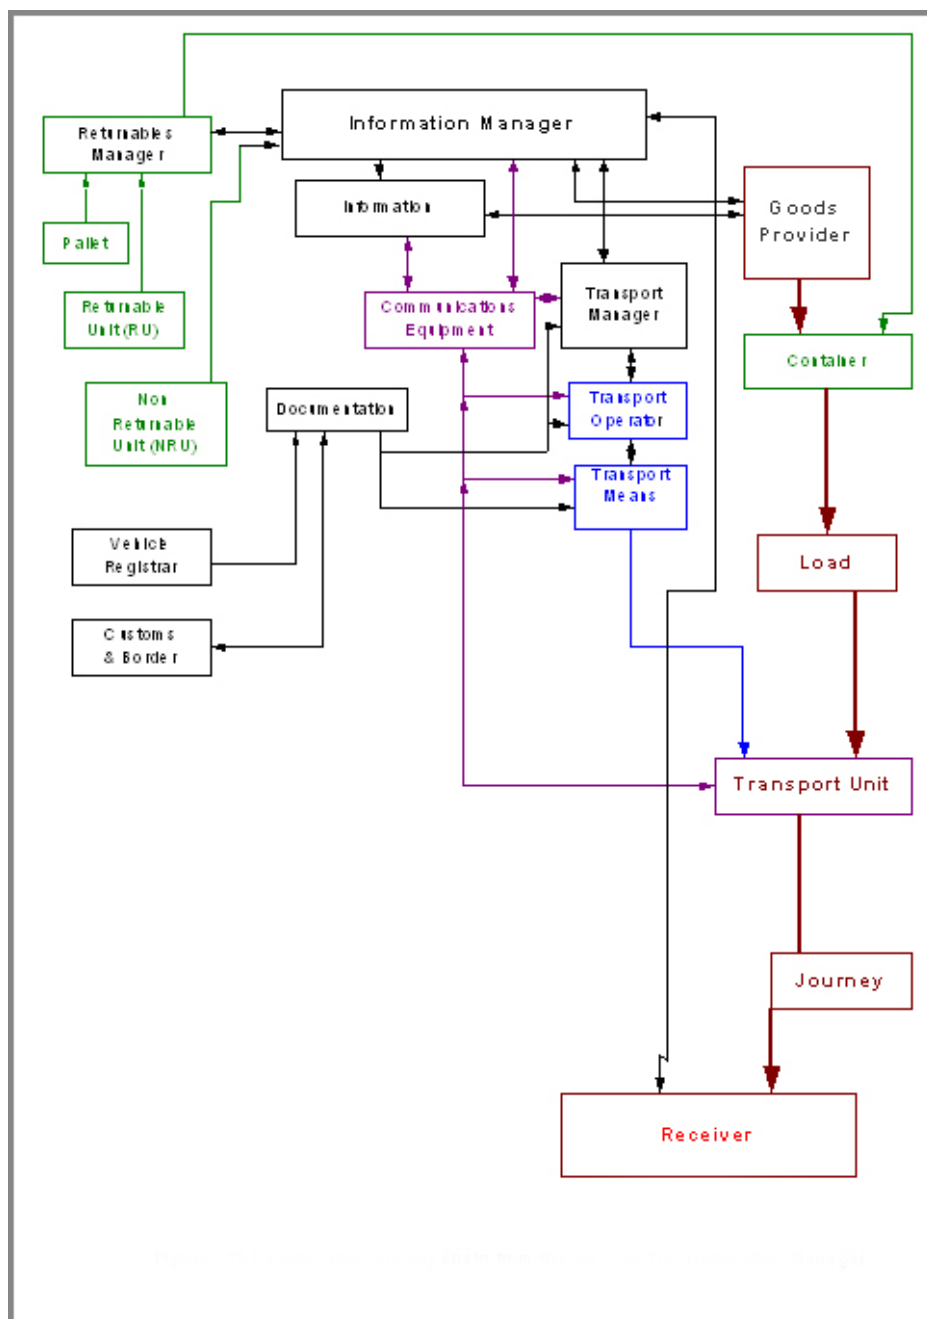 Information Manager
Returnables
Manager
Information
Goods
Provider
Pallet
Returnable
Unit (RU)
Communications
Equipment
Transport
Manager
Container
Non
Returnable
Unit (NRU)
Documentation
Transport
Operator
Transport
Means
Vehicle
Registrar
Load
Customs
& Border
Transport Unit
Journey
Receiver